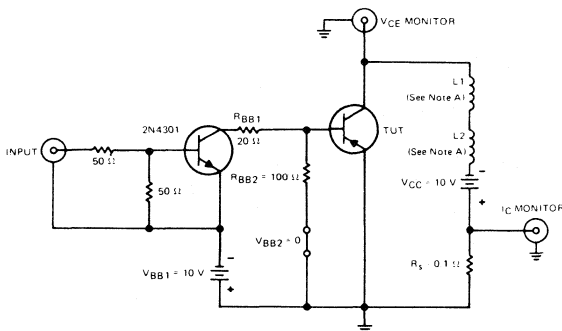 VCE MONITOR
L1
(See Note A)
2N4301
RBB1
20 Ω
TUT
L2
(See Note A)
INPUT
50 Ω
50 Ω
RBB2 = 100 Ω
VCC = 10 V
-
+
IC MONITOR
VBB2 = 0
Rs = 0.1 Ω
VBB1 = 10 V
-
+